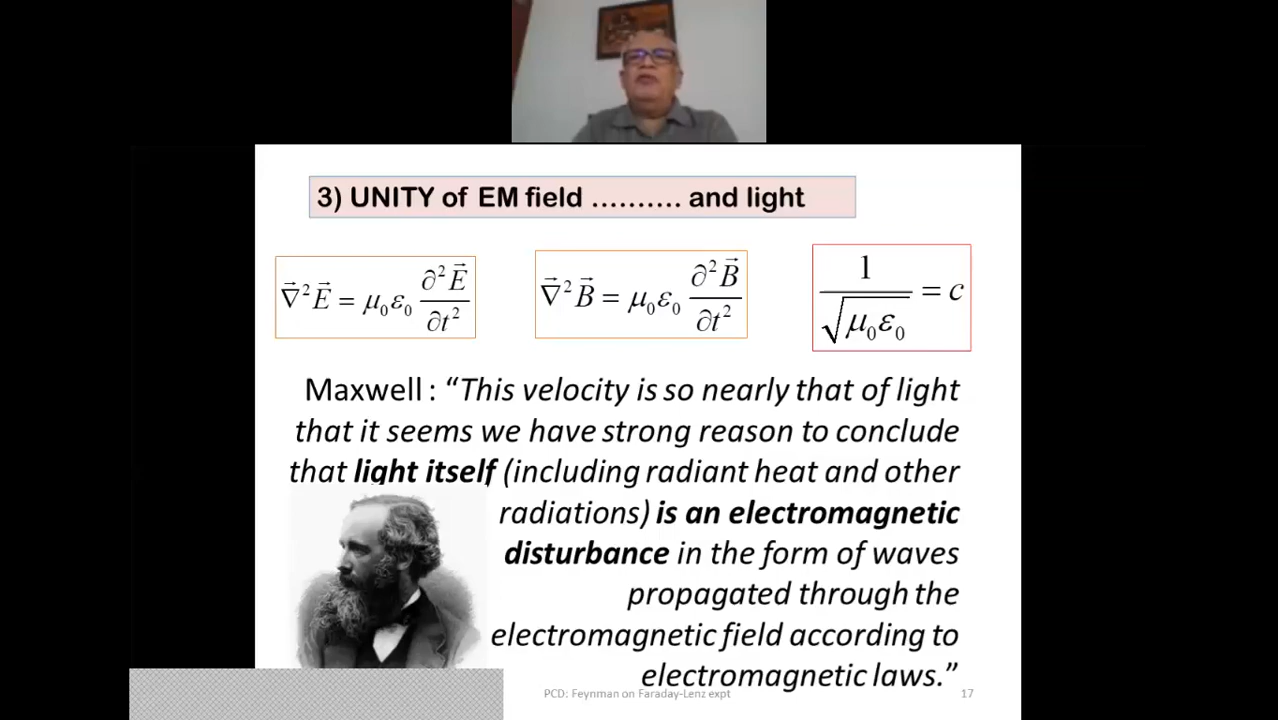 3) UNITY of EM field .......... and light
∇⃗²E⃗ = μ₀ε₀ ∂²E⃗/∂t²
∇⃗²B⃗ = μ₀ε₀ ∂²B⃗/∂t²
1/√μ₀ε₀ = c
Maxwell : “This velocity is so nearly that of light
that it seems we have strong reason to conclude
that light itself (including radiant heat and other
radiations) is an electromagnetic
disturbance in the form of waves
propagated through the
electromagnetic field according to
electromagnetic laws.”
PCD: Feynman on Faraday-Lenz expt
17